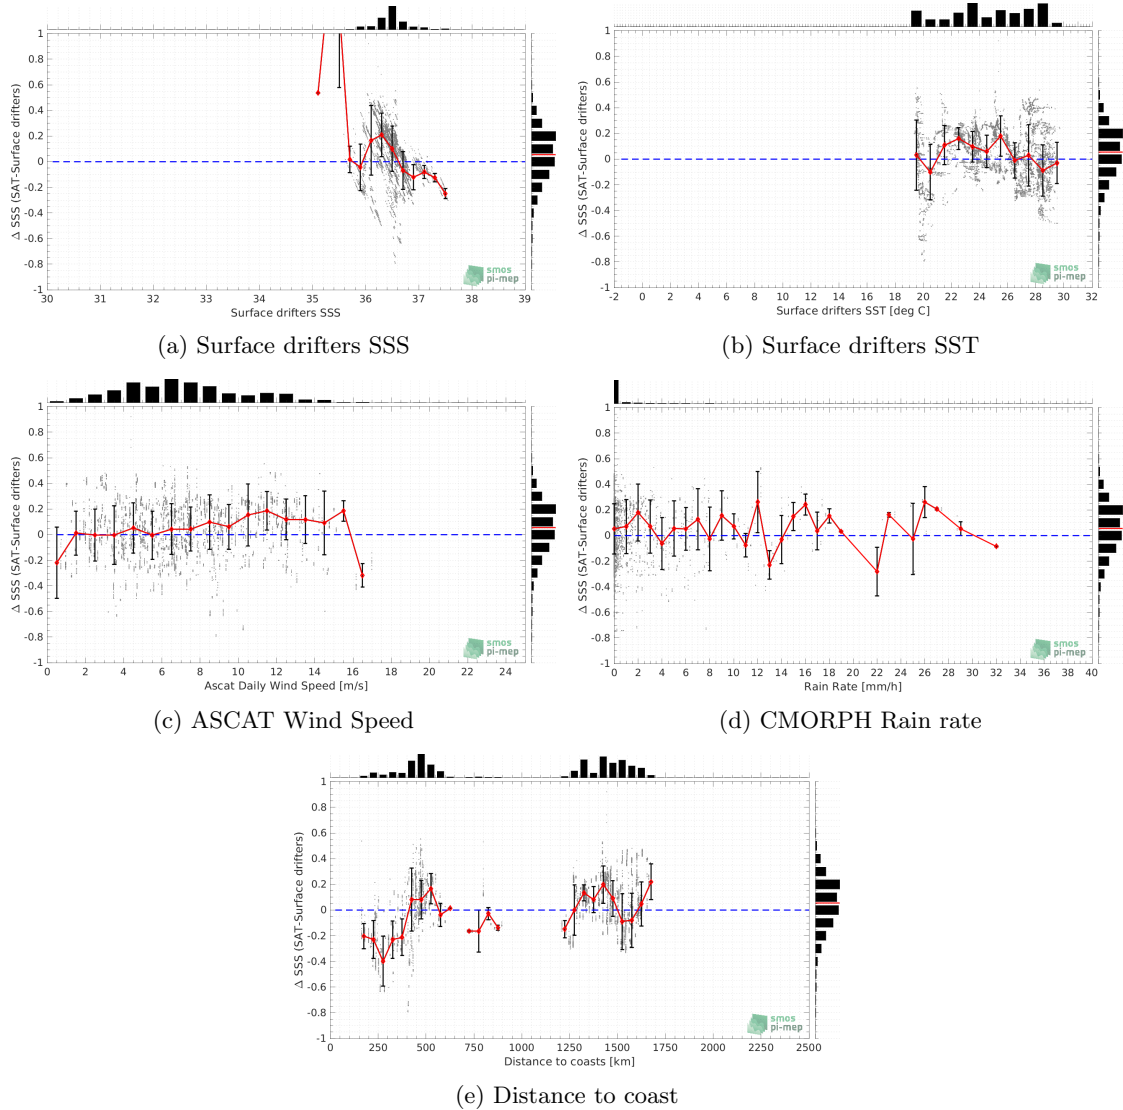 1
0.8
0.6
0.4
0.2
0
-0.2
-0.4
-0.6
-0.8
-1
Δ SSS (SAT-Surface drifters)
smos
pi-mep
30 31 32 33 34 35 36 37 38 39
Surface drifters SSS
(a) Surface drifters SSS
1
0.8
0.6
0.4
0.2
0
-0.2
-0.4
-0.6
-0.8
-1
Δ SSS (SAT-Surface drifters)
smos
pi-mep
-2 0 2 4 6 8 10 12 14 16 18 20 22 24 26 28 30 32
Surface drifters SST [deg C]
(b) Surface drifters SST
1
0.8
0.6
0.4
0.2
0
-0.2
-0.4
-0.6
-0.8
-1
Δ SSS (SAT-Surface drifters)
smos
pi-mep
0 2 4 6 8 10 12 14 16 18 20 22 24
Ascat Daily Wind Speed [m/s]
(c) ASCAT Wind Speed
1
0.8
0.6
0.4
0.2
0
-0.2
-0.4
-0.6
-0.8
-1
Δ SSS (SAT-Surface drifters)
smos
pi-mep
0 2 4 6 8 10 12 14 16 18 20 22 24 26 28 30 32 34 36 38 40
Rain Rate [mm/h]
(d) CMORPH Rain rate
1
0.8
0.6
0.4
0.2
0
-0.2
-0.4
-0.6
-0.8
-1
Δ SSS (SAT-Surface drifters)
smos
pi-mep
0 250 500 750 1000 1250 1500 1750 2000 2250 2500
Distance to coasts [km]
(e) Distance to coast